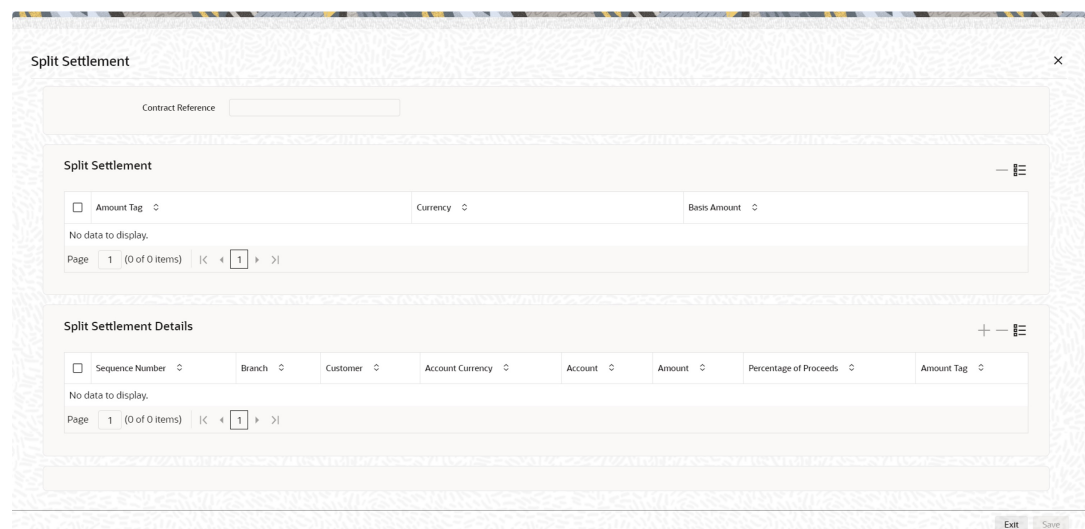 Split Settlement
Contract Reference
Split Settlement
Amount Tag Currency Basis Amount
No data to display.
Page 1 (0 of 0 items) 1
Split Settlement Details
Sequence Number Branch Customer Account Currency Account Amount Percentage of Proceeds Amount Tag
No data to display.
Page 1 (0 of 0 items) 1
Exit Save